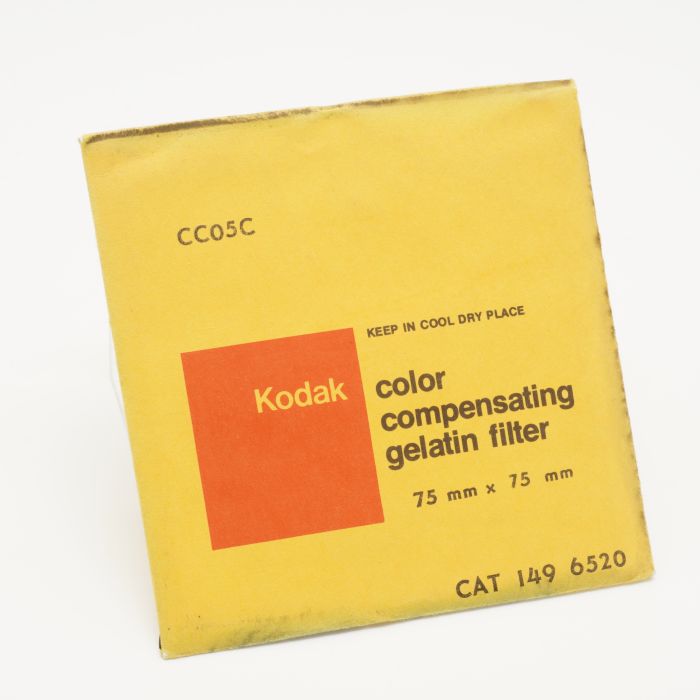 CC05C
KEEP IN COOL DRY PLACE
Kodak
color
compensating
gelatin filter
75 mm x 75 mm
CAT 149 6520